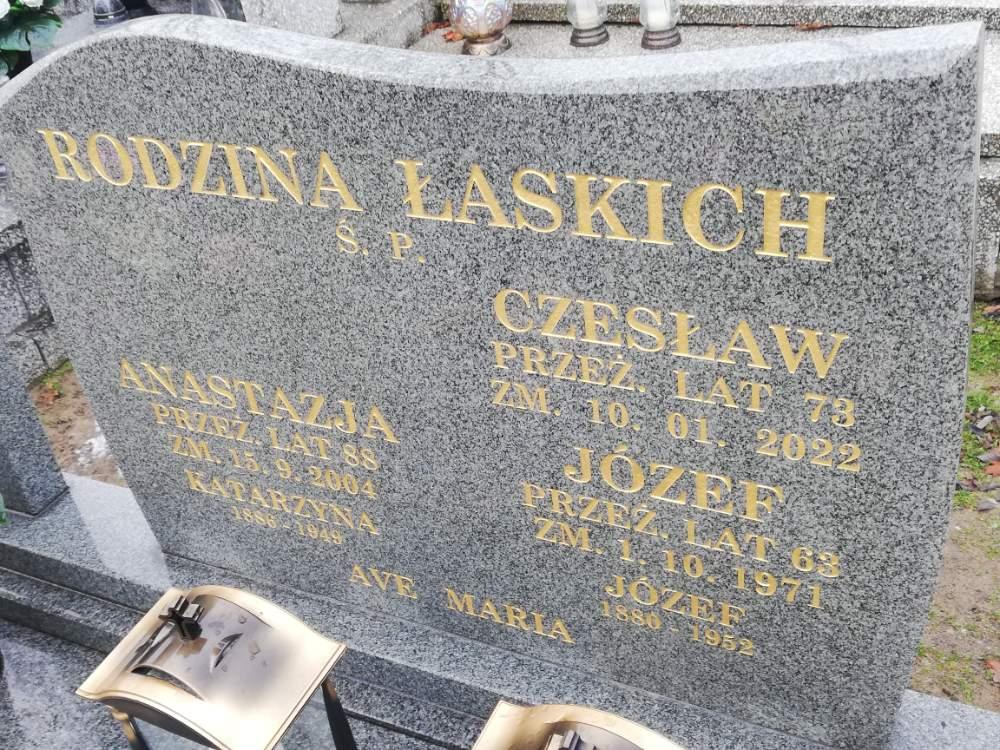 RODZINA ŁASKICH
Ś. P.
ANASTAZJA
PRZEŻ. LAT 88
ZM. 15. 9. 2004
KATARZYNA
1886 - 1949
CZESŁAW
PRZEŻ. LAT 73
ZM. 10. 01. 2022
JÓZEF
PRZEŻ. LAT 63
ZM. 1. 10. 1971
JÓZEF
1880 - 1952
AVE MARIA